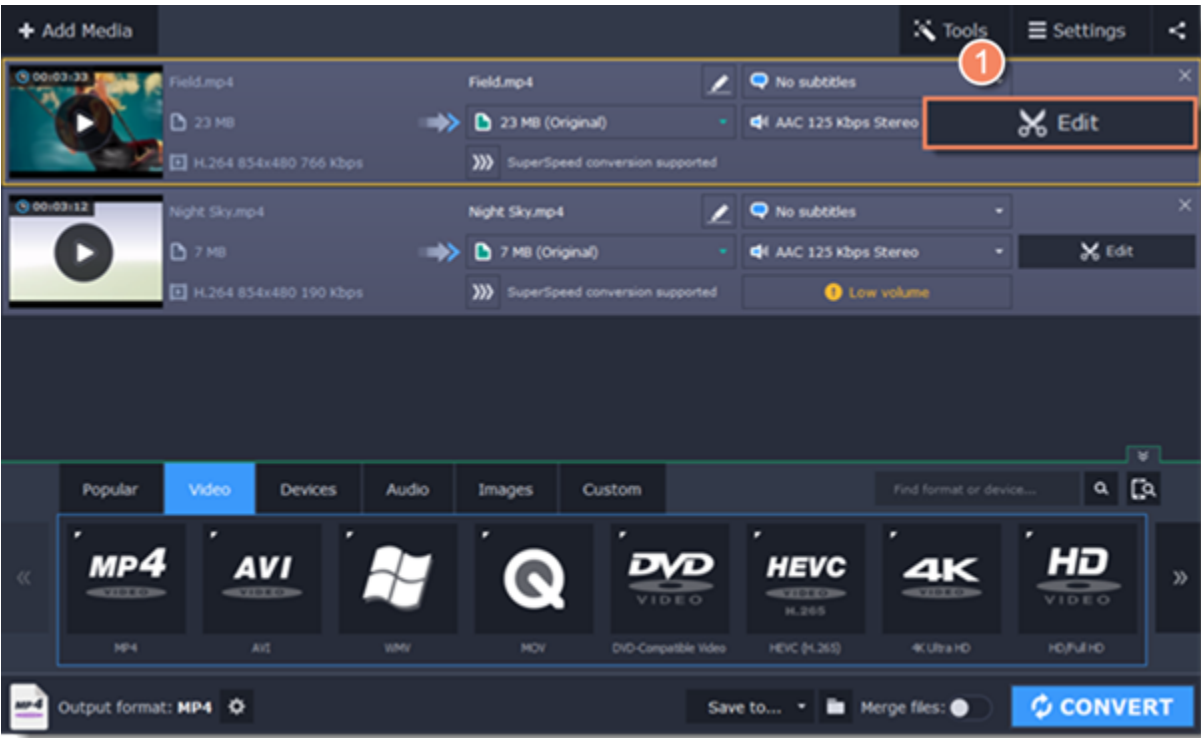 + Add Media
Tools
Settings
1
00:03:33
Field.mp4
Field.mp4
No subtitles
23 MB
23 MB (Original)
AAC 125 Kbps Stereo
Edit
H.264 854x480 766 Kbps
SuperSpeed conversion supported
00:03:12
Night Sky.mp4
Night Sky.mp4
No subtitles
7 MB
7 MB (Original)
AAC 125 Kbps Stereo
Edit
H.264 854x480 190 Kbps
SuperSpeed conversion supported
Low volume
Popular
Video
Devices
Audio
Images
Custom
Find format or device...
MP4
VIDEO
AVI
VIDEO
DVD
VIDEO
HEVC
VIDEO
H.265
4K
VIDEO
HD
VIDEO
MP4
AVI
WMV
MOV
DVD-Compatible Video
HEVC (H.265)
4K Ultra HD
HD/Full HD
MP4
Output format: MP4
Save to...
Merge files:
CONVERT